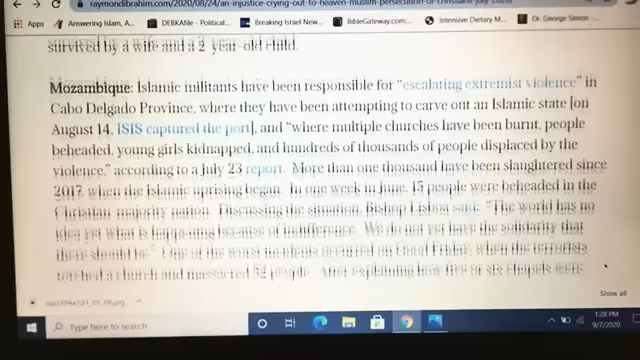 raymondibrahim.com/2020/08/24/an-injustice-crying-out-to-heaven-muslim-persecution-of-christians-july-2020/
Apps Answering Islam, A... DEBKAfile - Political... Breaking Israel New... BibleGateway.com: Intensive Dietary M... Dr. George Simon
survived by a wife and a 2 year-old child.
Mozambique: Islamic militants have been responsible for “escalating extremist violence” in
Cabo Delgado Province, where they have been attempting to carve out an Islamic state [on
August 14, ISIS captured the port], and “where multiple churches have been burnt, people
beheaded, young girls kidnapped, and hundreds of thousands of people displaced by the
violence,” according to a July 23 report. More than one thousand have been slaughtered since
2017, when the Islamic uprising began. In one week in June, 15 people were beheaded in the
Christian majority nation. Discussing the situation, Bishop Lisboa said: “The world has no
idea yet what is happening because of indifference. We do not yet have the solidarity that
there should be.” One of the worst incidents occurred on Good Friday, when the terrorists
torched a church and massacred 52 people. After explaining how five or six chapels were
Show all
Type here to search
1:28 PM
9/7/2020